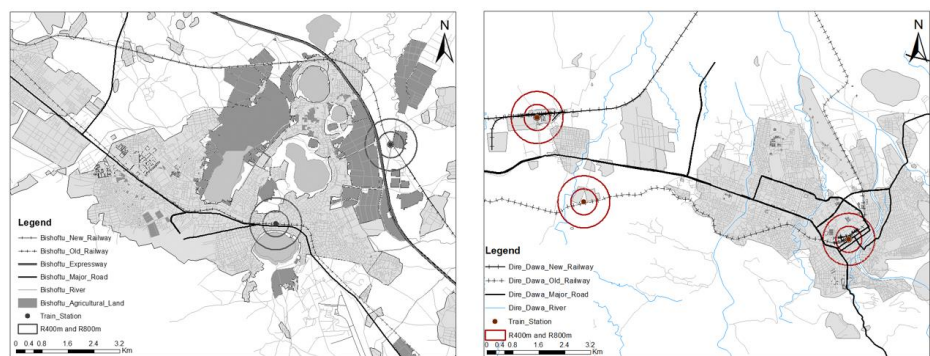 N
Legend
Bishoftu_New_Railway
Bishoftu_Old_Railway
Bishoftu_Expressway
Bishoftu_Major_Road
Bishoftu_River
Bishoftu_Agricultural_Land
Train_Station
R400m and R800m
0 0.4 0.8 1.6 2.4 3.2
Km
N
Legend
Dire_Dawa_New_Railway
Dire_Dawa_Old_Railway
Dire_Dawa_Major_Road
Dire_Dawa_River
Train_Station
R400m and R800m
0 0.4 0.8 1.6 2.4 3.2
Km